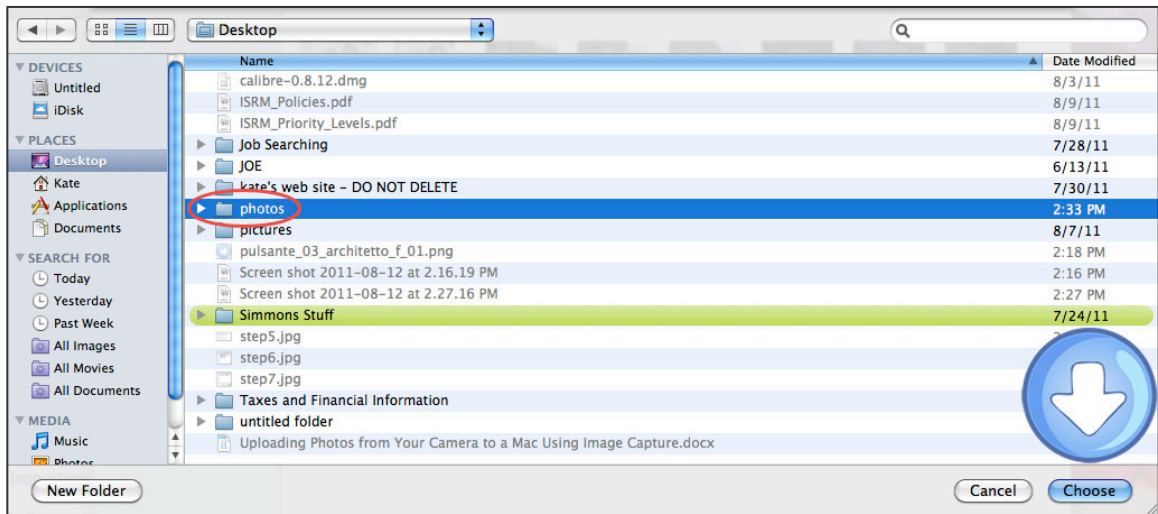 Desktop
Name Date Modified
DEVICES
Untitled
iDisk
PLACES
Desktop
Kate
Applications
Documents
SEARCH FOR
Today
Yesterday
Past Week
All Images
All Movies
All Documents
MEDIA
Music
Photos
calibre-0.8.12.dmg 8/3/11
ISRM_Policies.pdf 8/9/11
ISRM_Priority_Levels.pdf 8/9/11
Job Searching 7/28/11
JOE 6/13/11
kate's web site - DO NOT DELETE 7/30/11
photos 2:33 PM
pictures 8/7/11
pulsante_03_architetto_f_01.png 2:18 PM
Screen shot 2011-08-12 at 2.16.19 PM 2:16 PM
Screen shot 2011-08-12 at 2.27.16 PM 2:27 PM
Simmons Stuff 7/24/11
step5.jpg
step6.jpg
step7.jpg
Taxes and Financial Information
untitled folder
Uploading Photos from Your Camera to a Mac Using Image Capture.docx
New Folder Cancel Choose